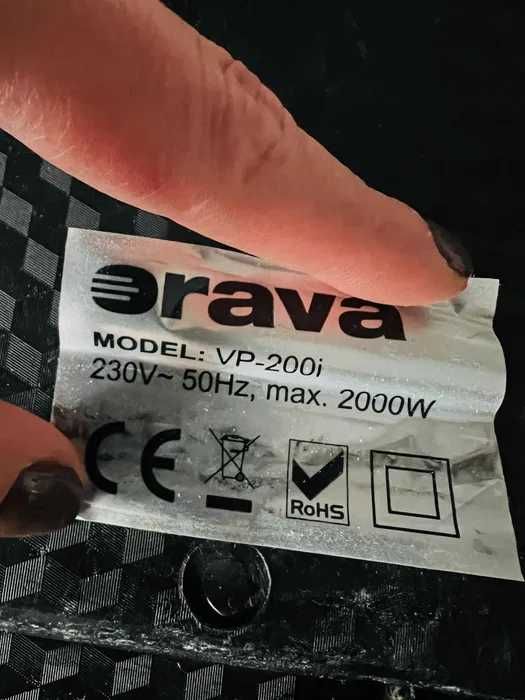 orava
MODEL: VP-200i
230V~ 50Hz, max. 2000W
CE
RoHS